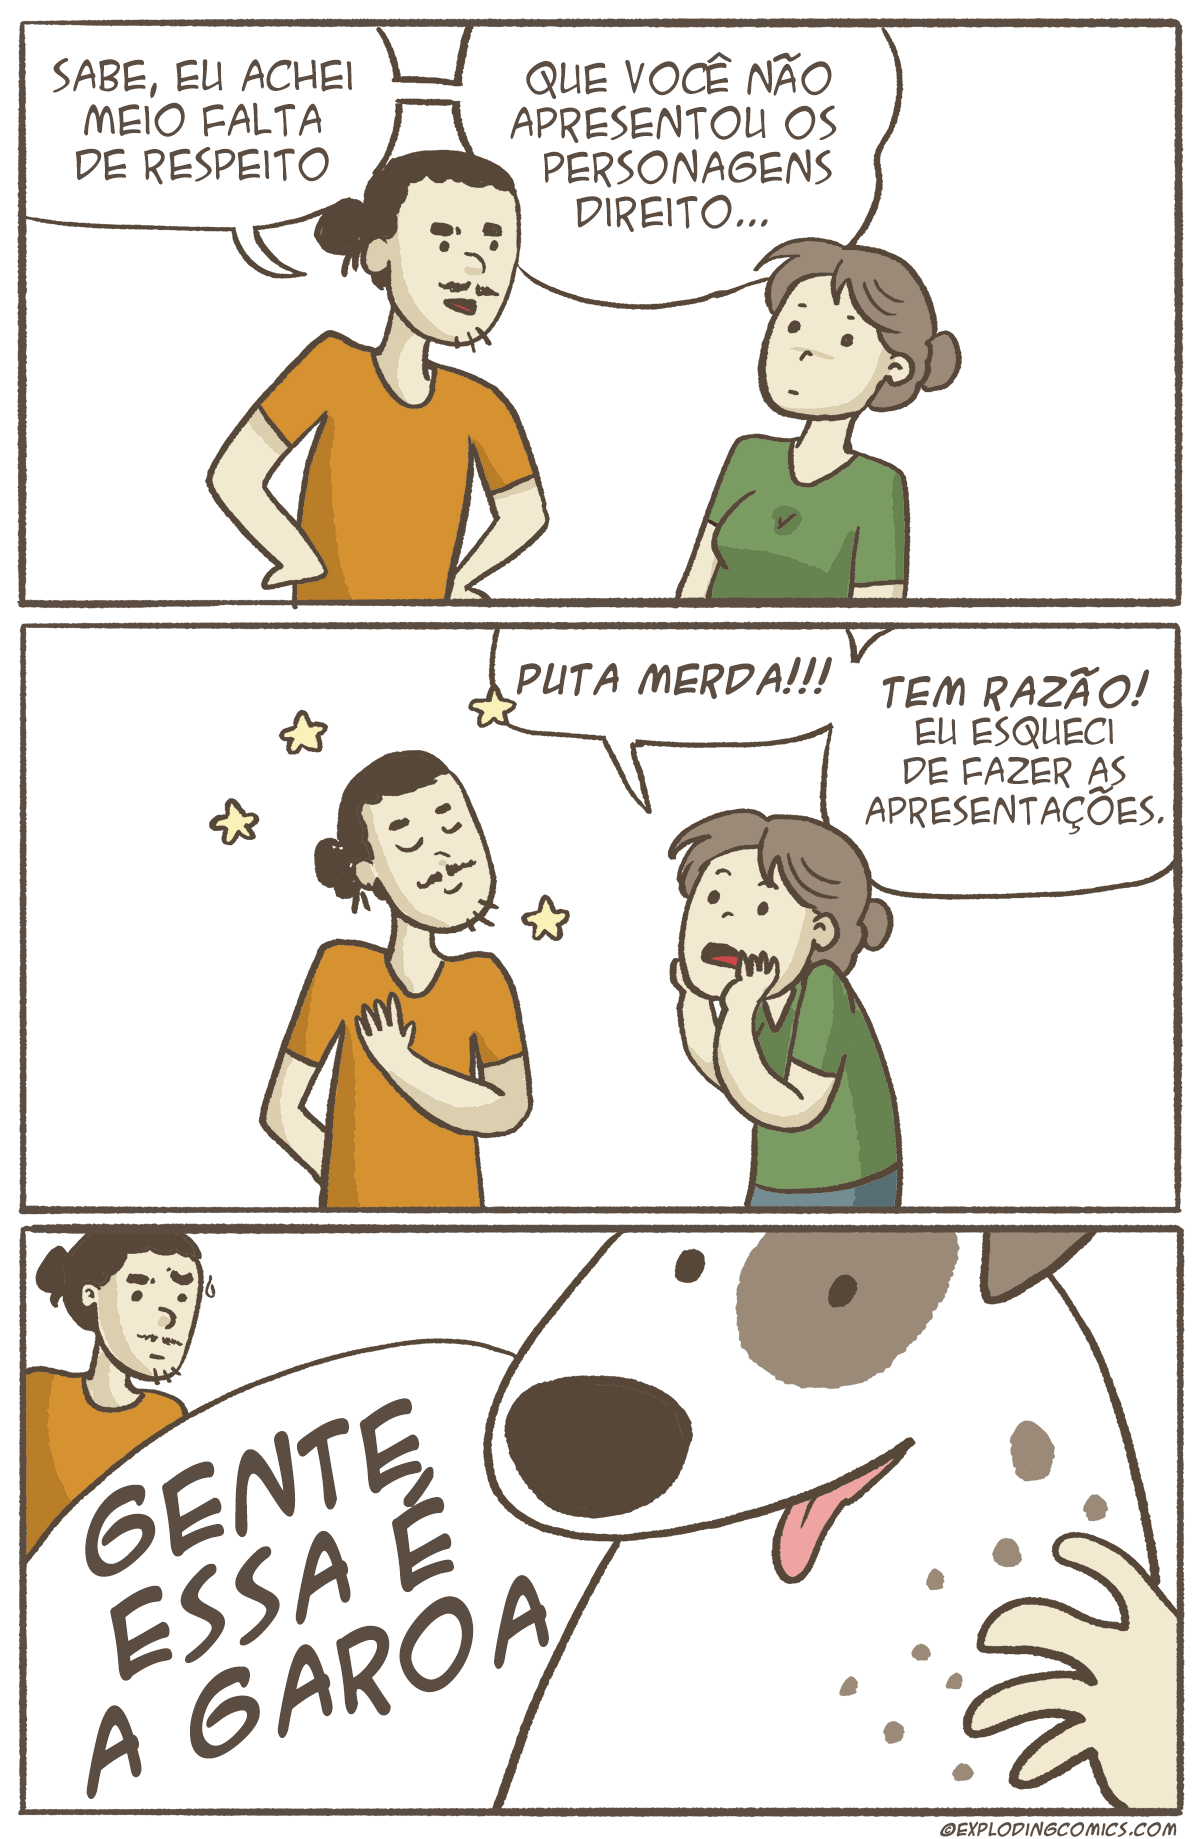 SABE, EU ACHEI
MEIO FALTA
DE RESPEITO
QUE VOCÊ NÃO
APRESENTOU OS
PERSONAGENS
DIREITO...
PUTA MERDA!!!
TEM RAZÃO!
EU ESQUECI
DE FAZER AS
APRESENTAÇÕES.
GENTE,
ESSA É
A GAROA
@EXPLODINGCOMICS.COM